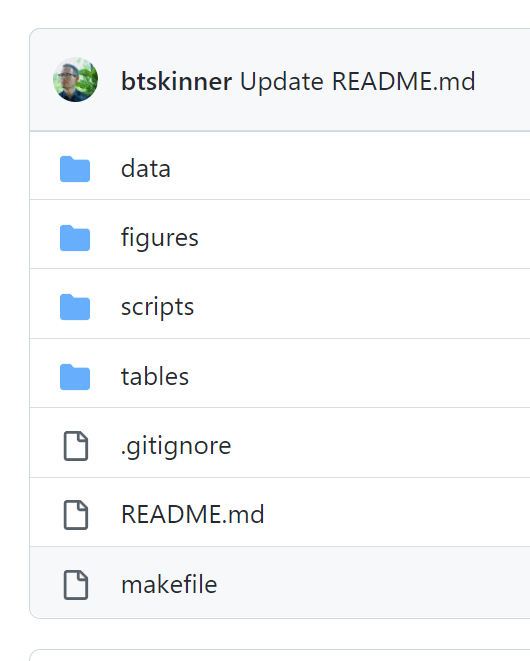 btskinner Update README.md
data
figures
scripts
tables
.gitignore
README.md
makefile